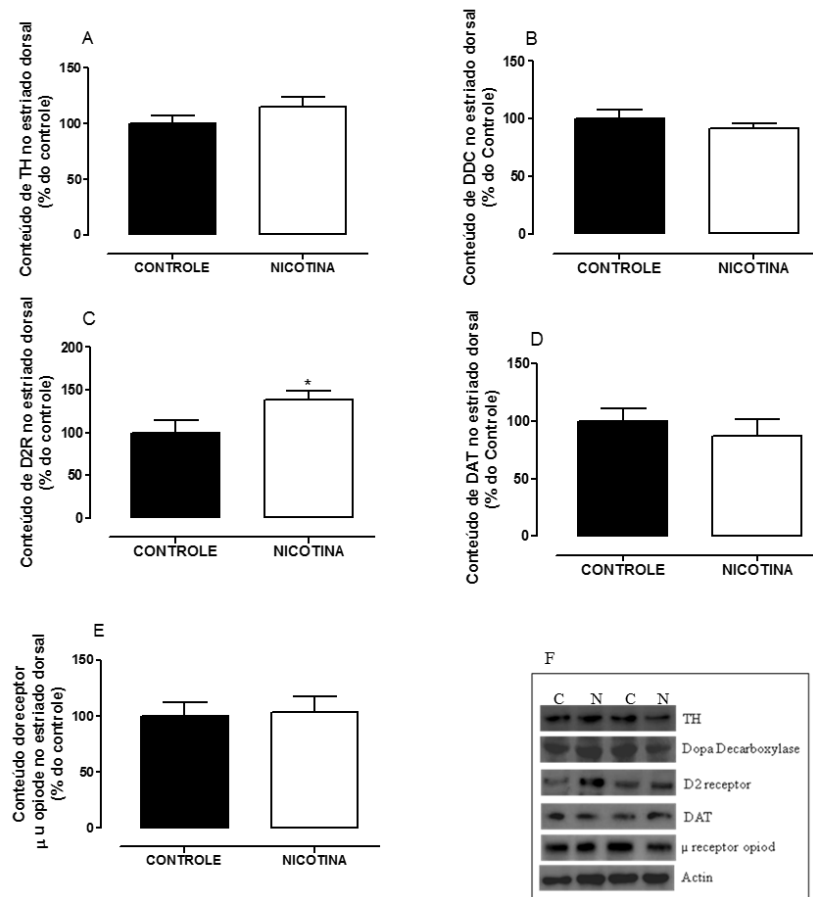 A
Conteúdo de TH no estriado dorsal
(% do controle)
150
100
50
0
CONTROLE NICOTINA
B
Conteúdo de DDC no estriado dorsal
(% do Controle)
150
100
50
0
CONTROLE NICOTINA
C
Conteúdo de D2R no estriado dorsal
(% do controle)
200
150
100
50
0
*
CONTROLE NICOTINA
D
Conteúdo de DAT no estriado dorsal
(% do Controle)
150
100
50
0
CONTROLE NICOTINA
E
Conteúdo doreceptor
µ u opiode no estriado dorsal
(% do controle)
150
100
50
0
CONTROLE NICOTINA
F
C N C N
TH
Dopa Decarboxylase
D2 receptor
DAT
µ receptor opiod
Actin